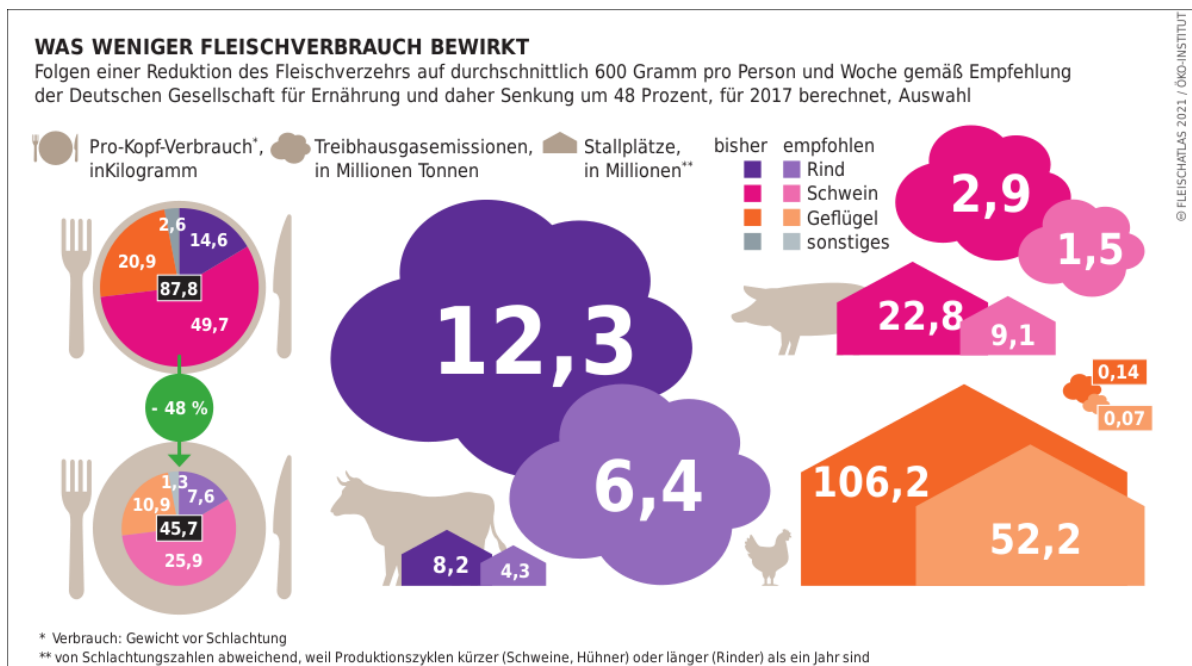 WAS WENIGER FLEISCHVERBRAUCH BEWIRKT
Folgen einer Reduktion des Fleischverzehrs auf durchschnittlich 600 Gramm pro Person und Woche gemäß Empfehlung
der Deutschen Gesellschaft für Ernährung und daher Senkung um 48 Prozent, für 2017 berechnet, Auswahl
Pro-Kopf-Verbrauch*,
inKilogramm
Treibhausgasemissionen,
in Millionen Tonnen
Stallplätze,
in Millionen**
bisher empfohlen
Rind
Schwein
Geflügel
sonstiges
2,6
14,6
20,9
87,8
49,7
- 48 %
1,3
7,6
10,9
45,7
25,9
12,3
6,4
8,2
4,3
2,9
1,5
22,8
9,1
0,14
0,07
106,2
52,2
* Verbrauch: Gewicht vor Schlachtung
** von Schlachtungszahlen abweichend, weil Produktionszyklen kürzer (Schweine, Hühner) oder länger (Rinder) als ein Jahr sind
© FLEISCHATLAS 2021 / ÖKO-INSTITUT